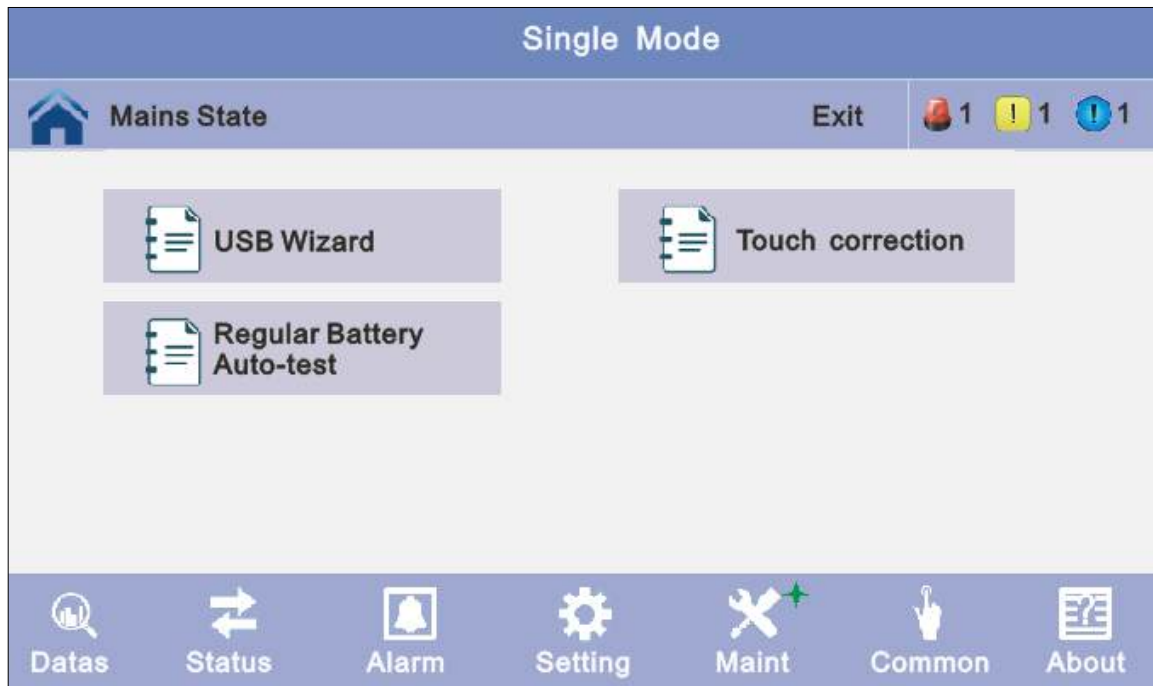 Single Mode
Mains State Exit 1 ! 1 ! 1
USB Wizard
Touch correction
Regular Battery
Auto-test
Datas Status Alarm Setting Maint Common About